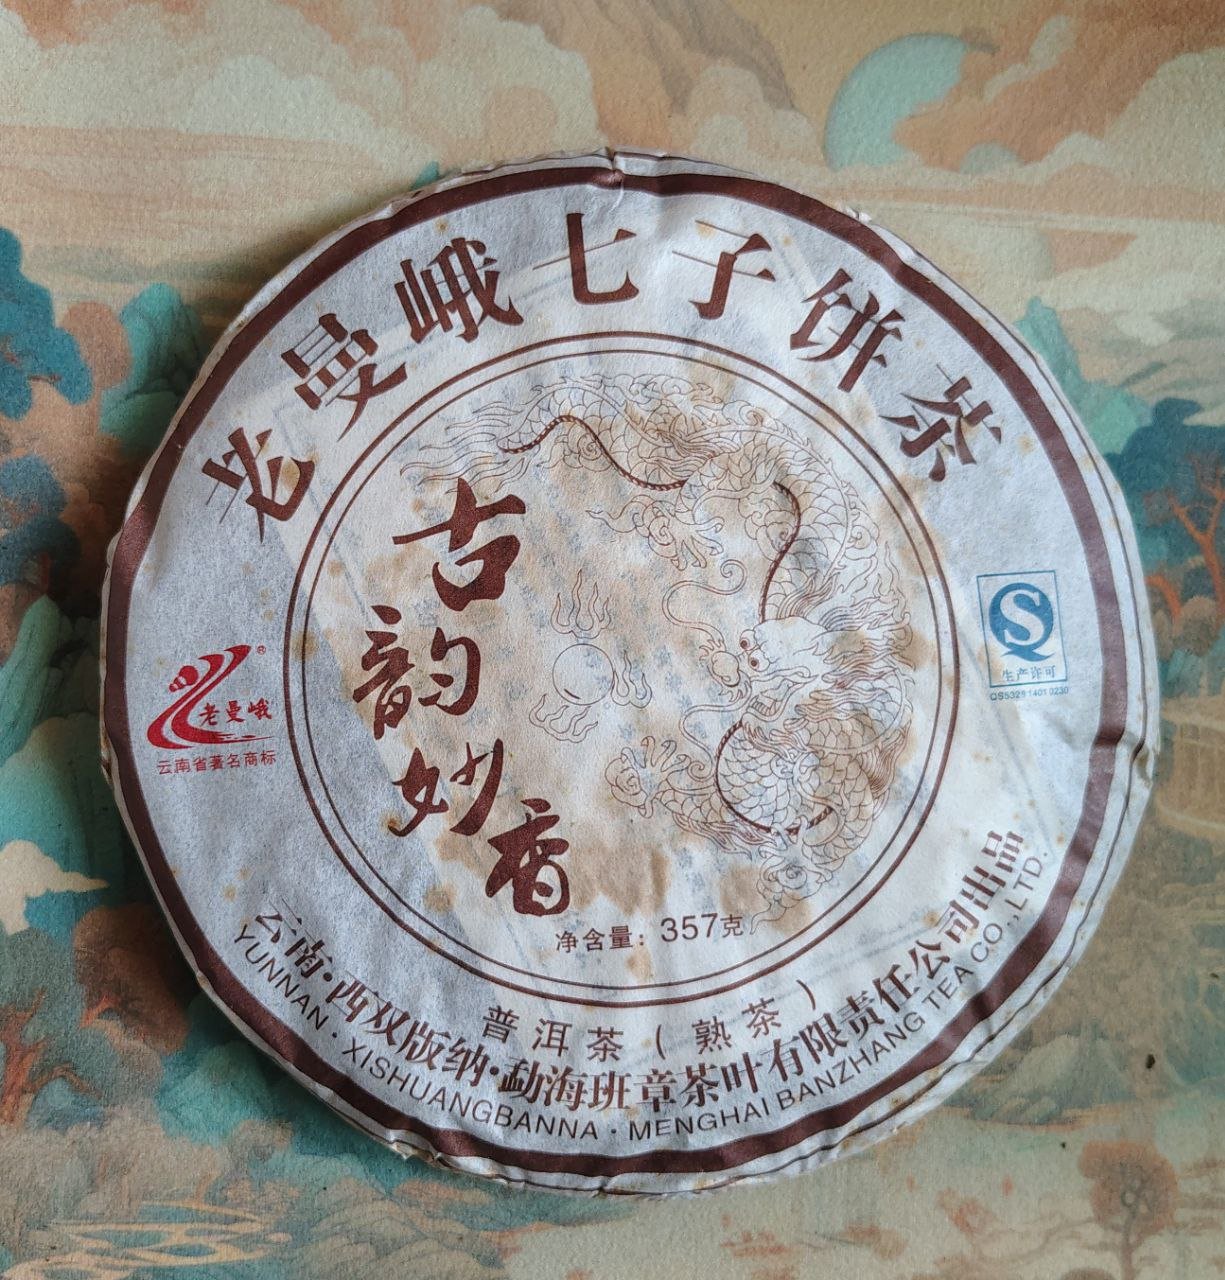 老曼峨七子饼茶
古韵妙香
老曼峨
®
云南省著名商标
S
生产许可
QS5329 1401 0230
净含量：357克
普洱茶（熟茶）
云南·西双版纳·勐海班章茶叶有限责任公司出品
YUNNAN · XISHUANGBANNA · MENGHAI BANZHANG TEA CO., LTD.